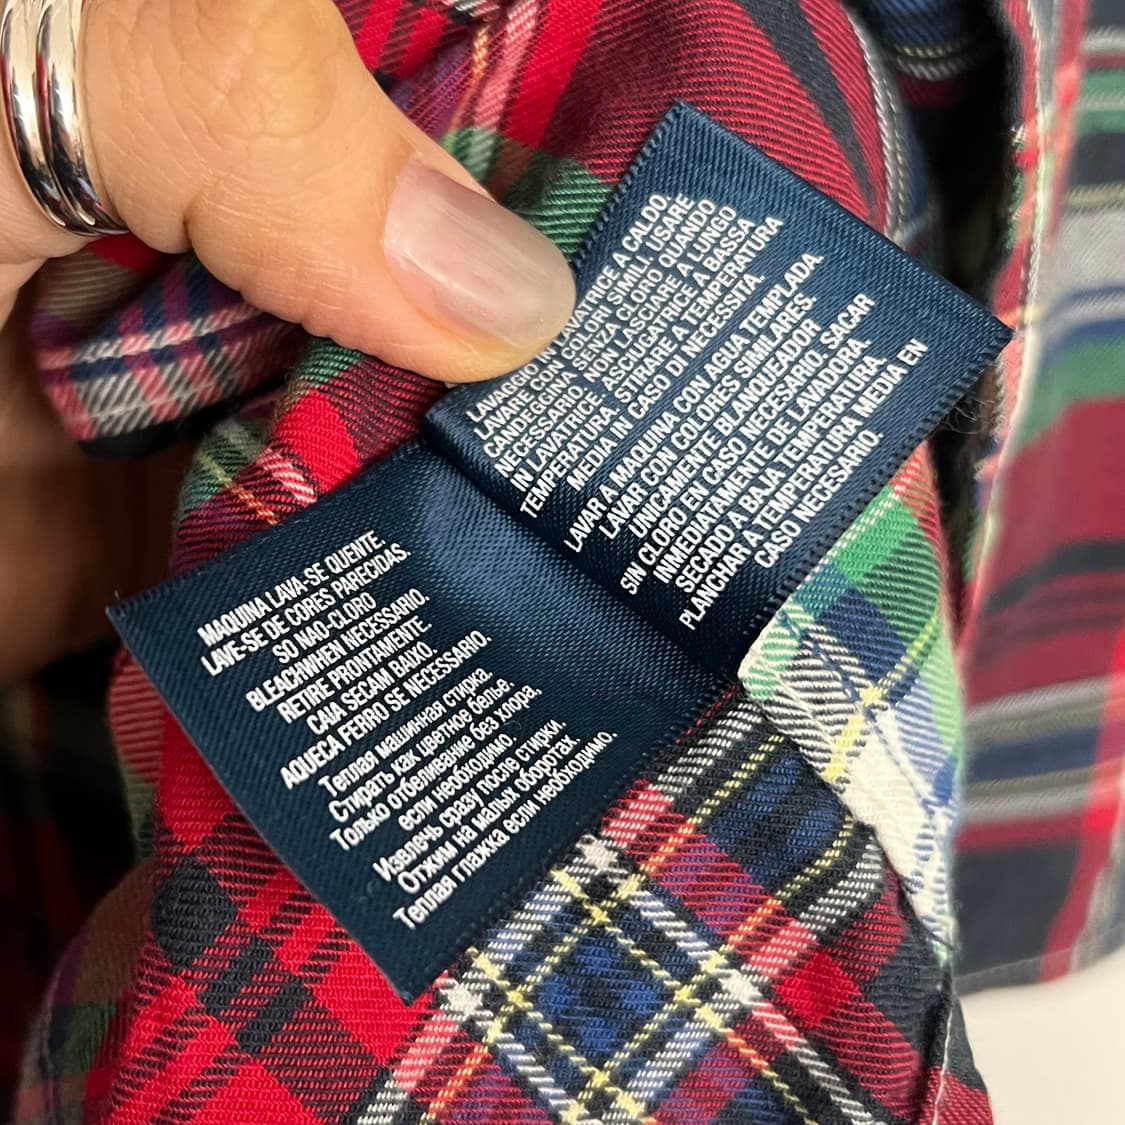 LAVAGGIO IN LAVATRICE A CALDO.
LAVARE CON COLORI SIMILI. USARE
CANDEGGINA SENZA CLORO QUANDO
NECESSARIO. NON LASCIARE A LUNGO
IN LAVATRICE. ASCIUGATRICE A BASSA
TEMPERATURA. STIRARE A TEMPERATURA
MEDIA IN CASO DI NECESSITA.
LAVAR A MAQUINA CON AGUA TEMPLADA.
LAVAR CON COLORES SIMILARES.
UNICAMENTE BLANQUEADOR
SIN CLORO EN CASO NECESARIO. SACAR
INMEDIATAMENTE DE LAVADORA.
SECADO A BAJA TEMPERATURA
PLANCHAR A TEMPERATURA MEDIA EN
CASO NECESARIO.
MAQUINA LAVA-SE QUENTE.
LAVE-SE DE CORES PARECIDAS.
SO NAO-CLORO
BLEACHWHEN NECESSARIO.
RETIRE PRONTAMENTE.
CAIA SECAM BAIXO.
AQUECA FERRO SE NECESSARIO.
Теплая машинная стирка.
Стирать как цветное белье.
Только отбеливание без хлора,
если необходимо.
Извлечь сразу после стирки.
Отжим на малых оборотах.
Теплая глажка если необходимо.